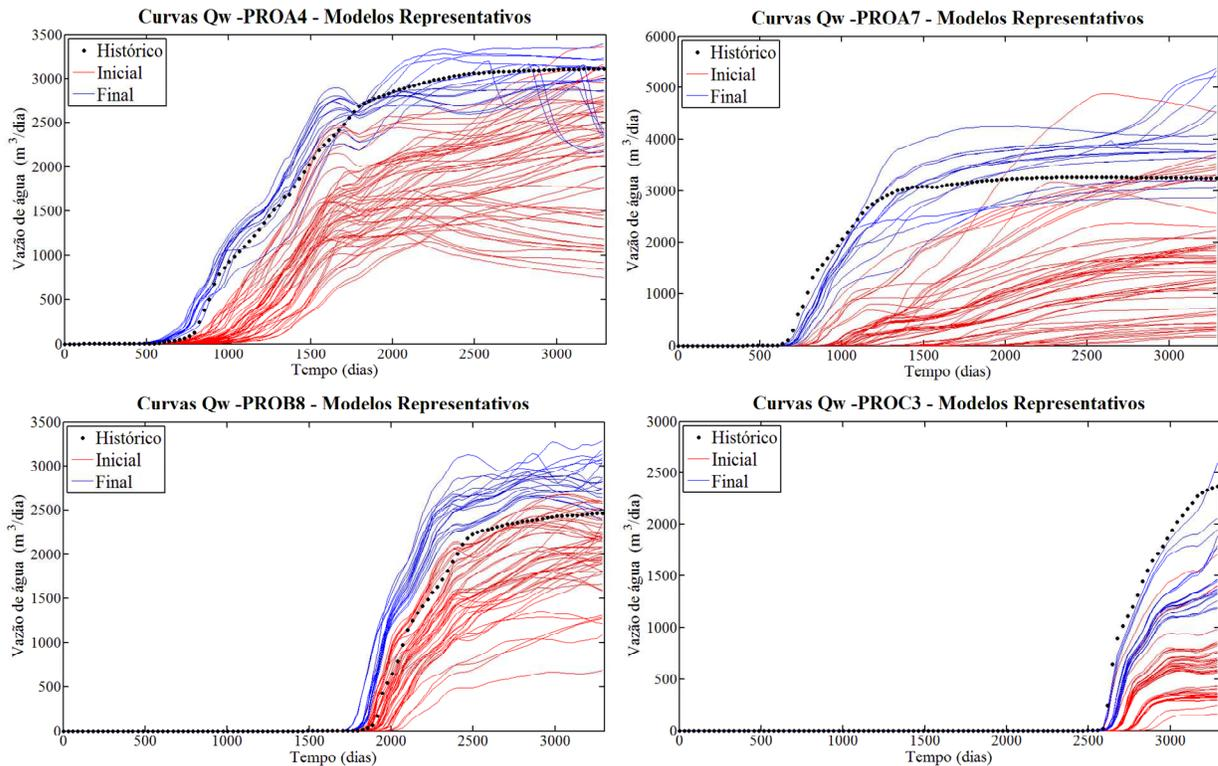 Curvas Qw -PROA4 - Modelos Representativos
Vazão de água (m³/dia)
3500
3000
2500
2000
1500
1000
500
0
Histórico
Inicial
Final
0 500 1000 1500 2000 2500 3000
Tempo (dias)
Curvas Qw -PROA7 - Modelos Representativos
Vazão de água (m³/dia)
6000
5000
4000
3000
2000
1000
0
Histórico
Inicial
Final
0 500 1000 1500 2000 2500 3000
Tempo (dias)
Curvas Qw -PROB8 - Modelos Representativos
Vazão de água (m³/dia)
3500
3000
2500
2000
1500
1000
500
0
Histórico
Inicial
Final
0 500 1000 1500 2000 2500 3000
Tempo (dias)
Curvas Qw -PROC3 - Modelos Representativos
Vazão de água (m³/dia)
3000
2500
2000
1500
1000
500
0
Histórico
Inicial
Final
0 500 1000 1500 2000 2500 3000
Tempo (dias)